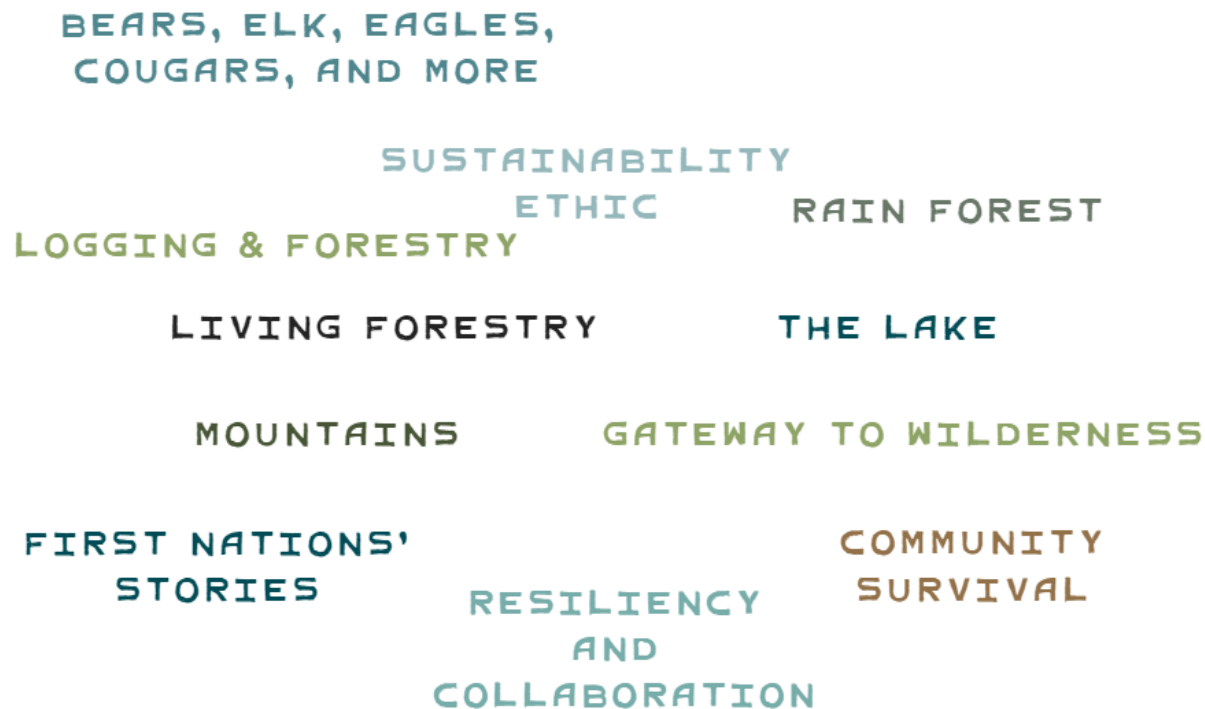 BEARS, ELK, EAGLES,
COUGARS, AND MORE
SUSTAINABILITY
ETHIC
RAIN FOREST
LOGGING & FORESTRY
LIVING FORESTRY
THE LAKE
MOUNTAINS
GATEWAY TO WILDERNESS
FIRST NATIONS'
STORIES
COMMUNITY
SURVIVAL
RESILIENCY
AND
COLLABORATION